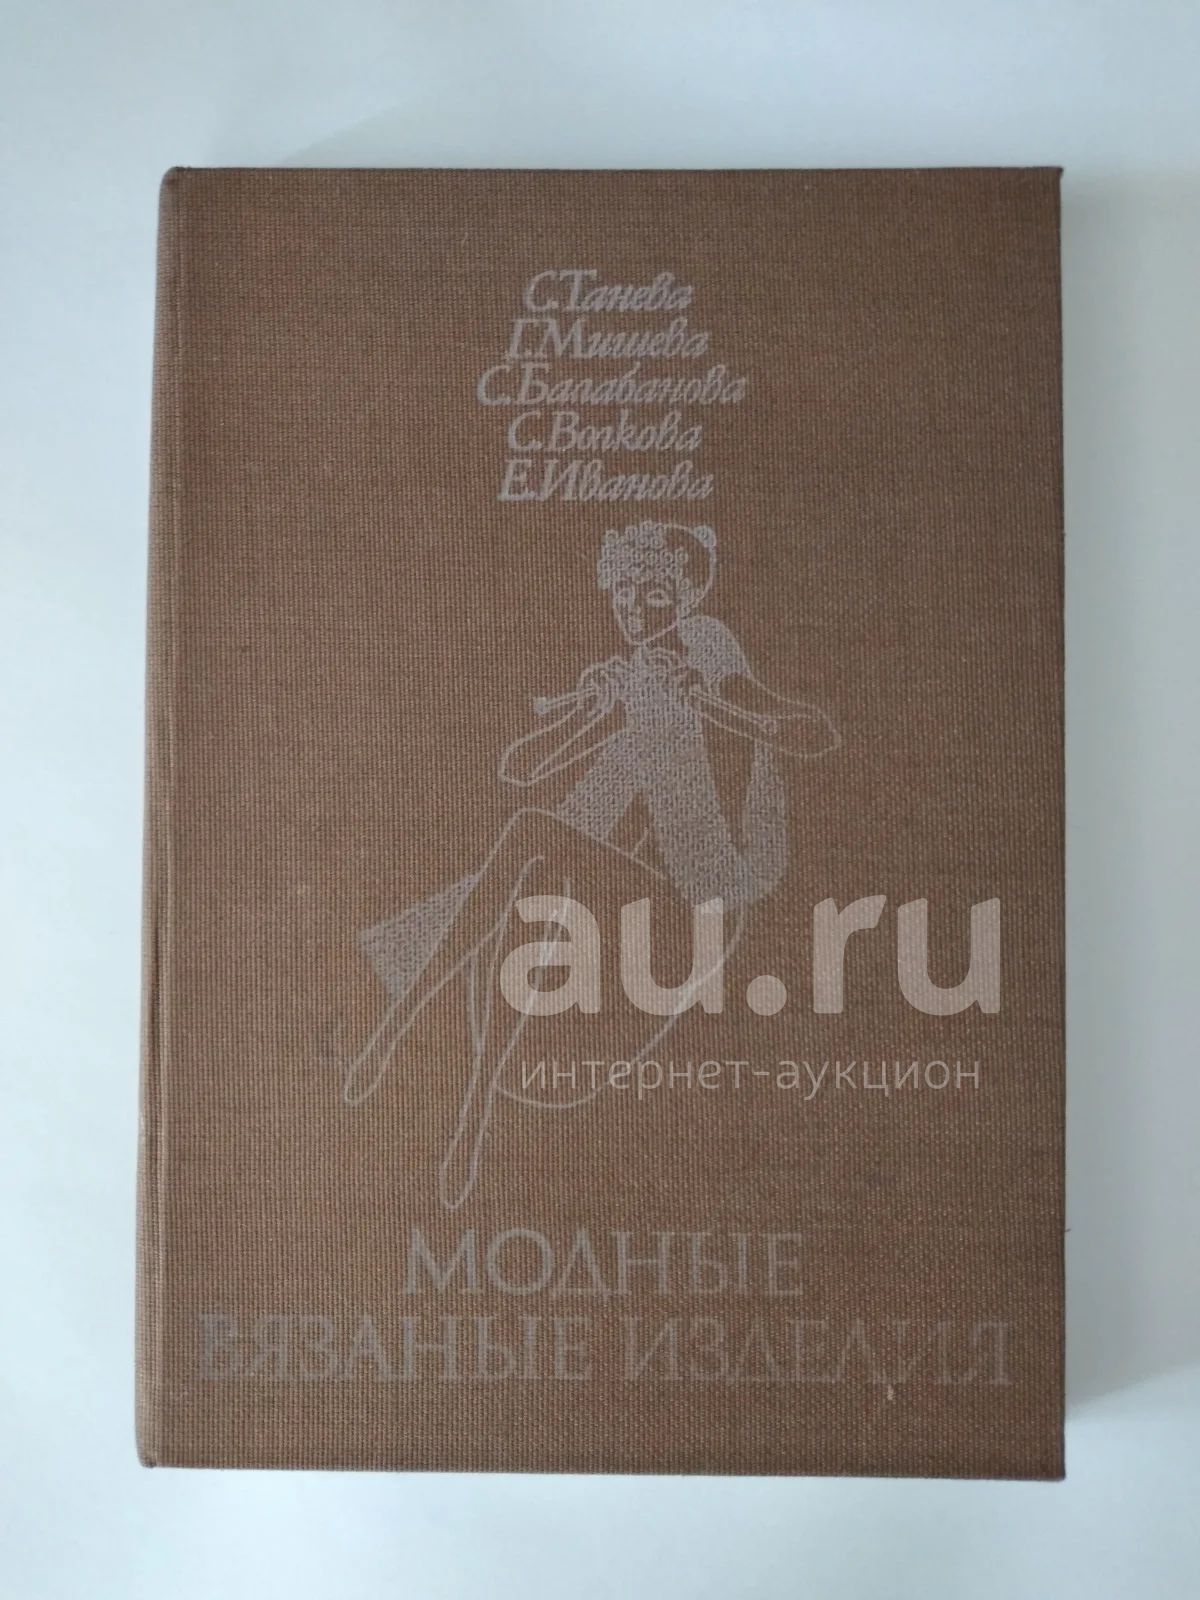 С. Танева
Г. Мишева
С. Балабанова
С. Волкова
Е. Иванова
au.ru
интернет-аукцион
МОДНЫЕ
ВЯЗАНЫЕ ИЗДЕЛИЯ